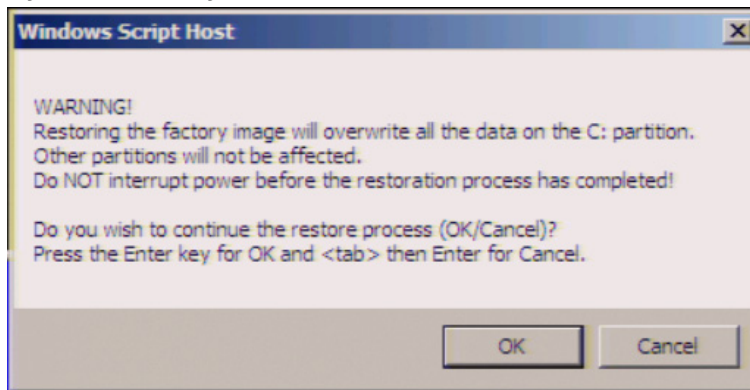 Windows Script Host
WARNING!
Restoring the factory image will overwrite all the data on the C: partition.
Other partitions will not be affected.
Do NOT interrupt power before the restoration process has completed!
Do you wish to continue the restore process (OK/Cancel)?
Press the Enter key for OK and <tab> then Enter for Cancel.
OK
Cancel